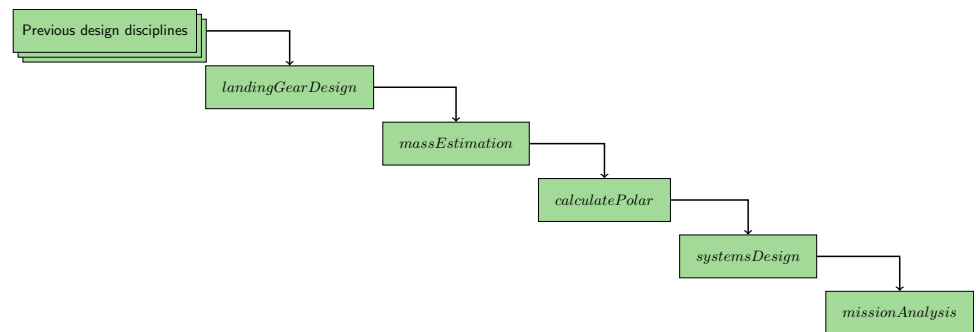 Previous design disciplines
landingGearDesign
massEstimation
calculatePolar
systemsDesign
missionAnalysis